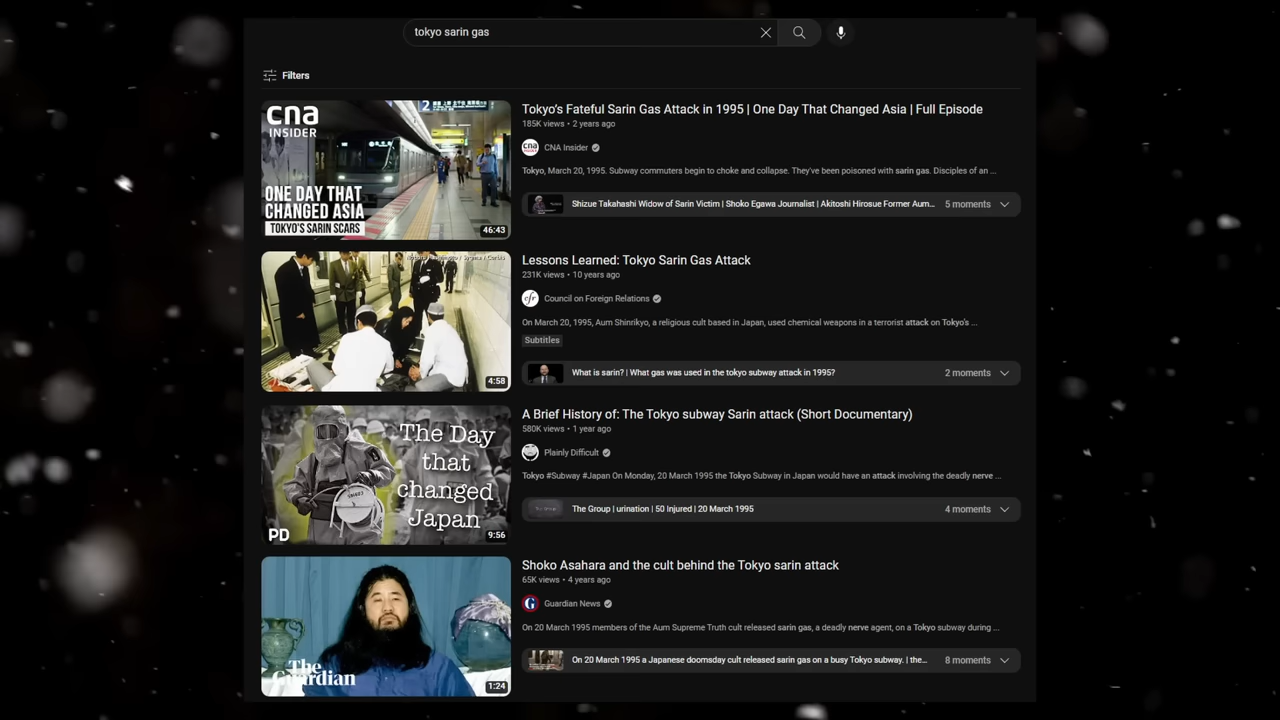 tokyo sarin gas
Filters
cna
INSIDER
ONE DAY THAT
CHANGED ASIA
TOKYO'S SARIN SCARS
46:43
Tokyo's Fateful Sarin Gas Attack in 1995 | One Day That Changed Asia | Full Episode
185K views • 2 years ago
CNA Insider
Tokyo, March 20, 1995. Subway commuters begin to choke and collapse. They've been poisoned with sarin gas. Disciples of an ...
Shizue Takahashi Widow of Sarin Victim | Shoko Egawa Journalist | Akitoshi Hirosue Former Aum...
5 moments
4:58
Lessons Learned: Tokyo Sarin Gas Attack
231K views • 10 years ago
cfr
Council on Foreign Relations
On March 20, 1995, Aum Shinrikyo, a religious cult based in Japan, used chemical weapons in a terrorist attack on Tokyo's ...
Subtitles
What is sarin? | What gas was used in the tokyo subway attack in 1995?
2 moments
The Day
that
changed
Japan
PD
9:56
A Brief History of: The Tokyo subway Sarin attack (Short Documentary)
580K views • 1 year ago
Plainly Difficult
Tokyo #Subway #Japan On Monday, 20 March 1995 the Tokyo Subway in Japan would have an attack involving the deadly nerve ...
The Group | urination | 50 Injured | 20 March 1995
4 moments
The
Guardian
1:24
Shoko Asahara and the cult behind the Tokyo sarin attack
65K views • 4 years ago
G
Guardian News
On 20 March 1995 members of the Aum Supreme Truth cult released sarin gas, a deadly nerve agent, on a Tokyo subway during ...
On 20 March 1995 a Japanese doomsday cult released sarin gas on a busy Tokyo subway. | the...
8 moments